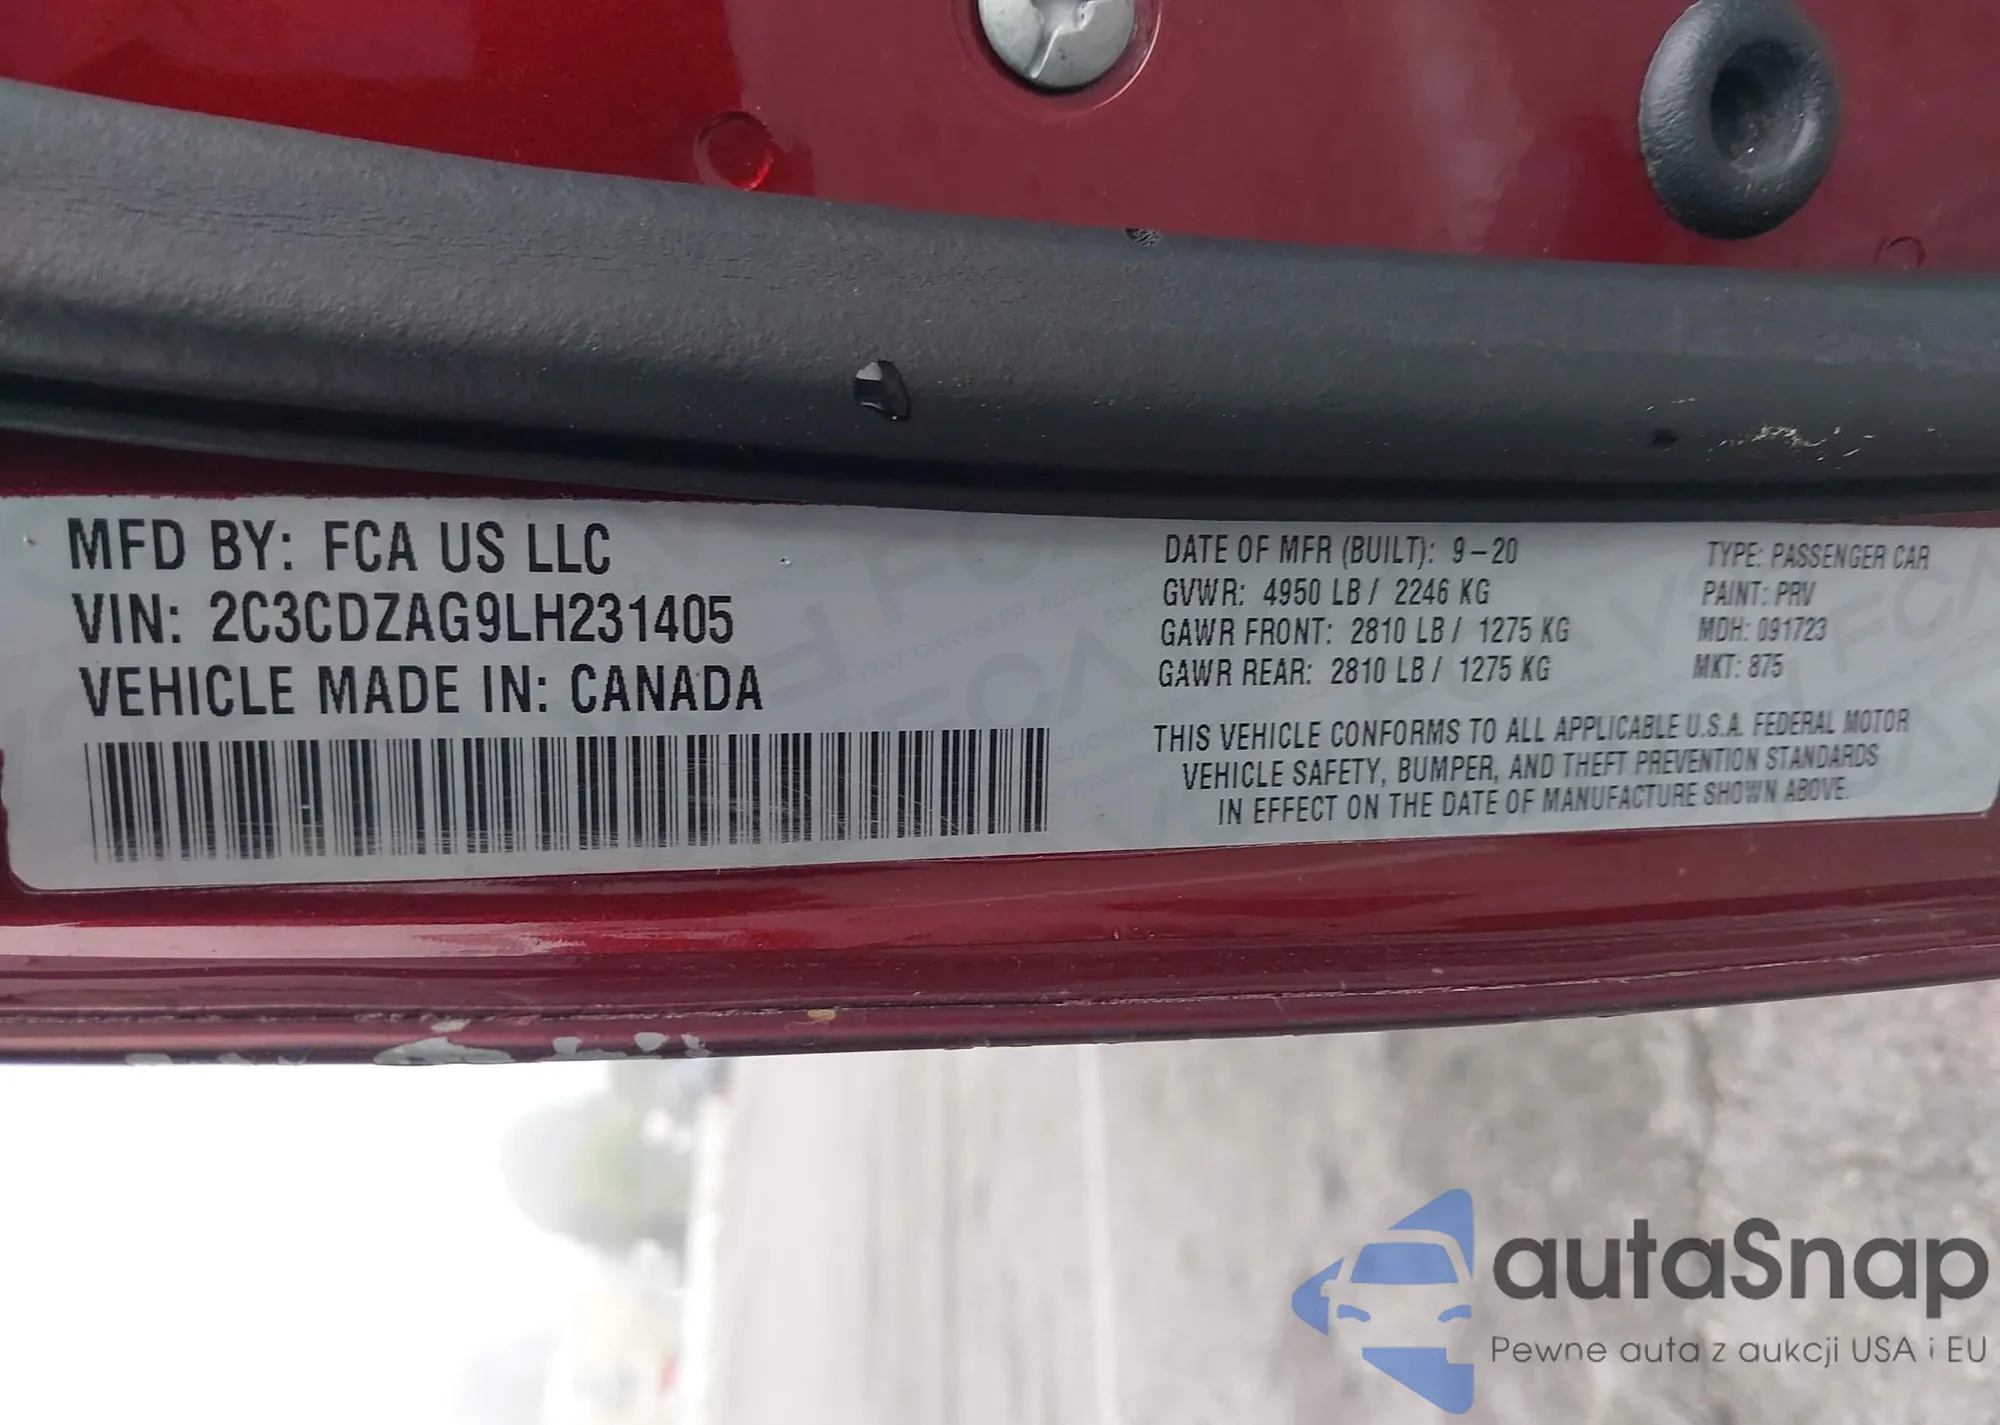 MFD BY: FCA US LLC
VIN: 2C3CDZAG9LH231405
VEHICLE MADE IN: CANADA
DATE OF MFR (BUILT): 9-20
GVWR: 4950 LB / 2246 KG
GAWR FRONT: 2810 LB / 1275 KG
GAWR REAR: 2810 LB / 1275 KG
TYPE: PASSENGER CAR
PAINT: PRV
MDH: 091723
MKT: 875
THIS VEHICLE CONFORMS TO ALL APPLICABLE U.S.A. FEDERAL MOTOR
VEHICLE SAFETY, BUMPER, AND THEFT PREVENTION STANDARDS
IN EFFECT ON THE DATE OF MANUFACTURE SHOWN ABOVE.
autaSnap
Pewne auta z aukcji USA i EU